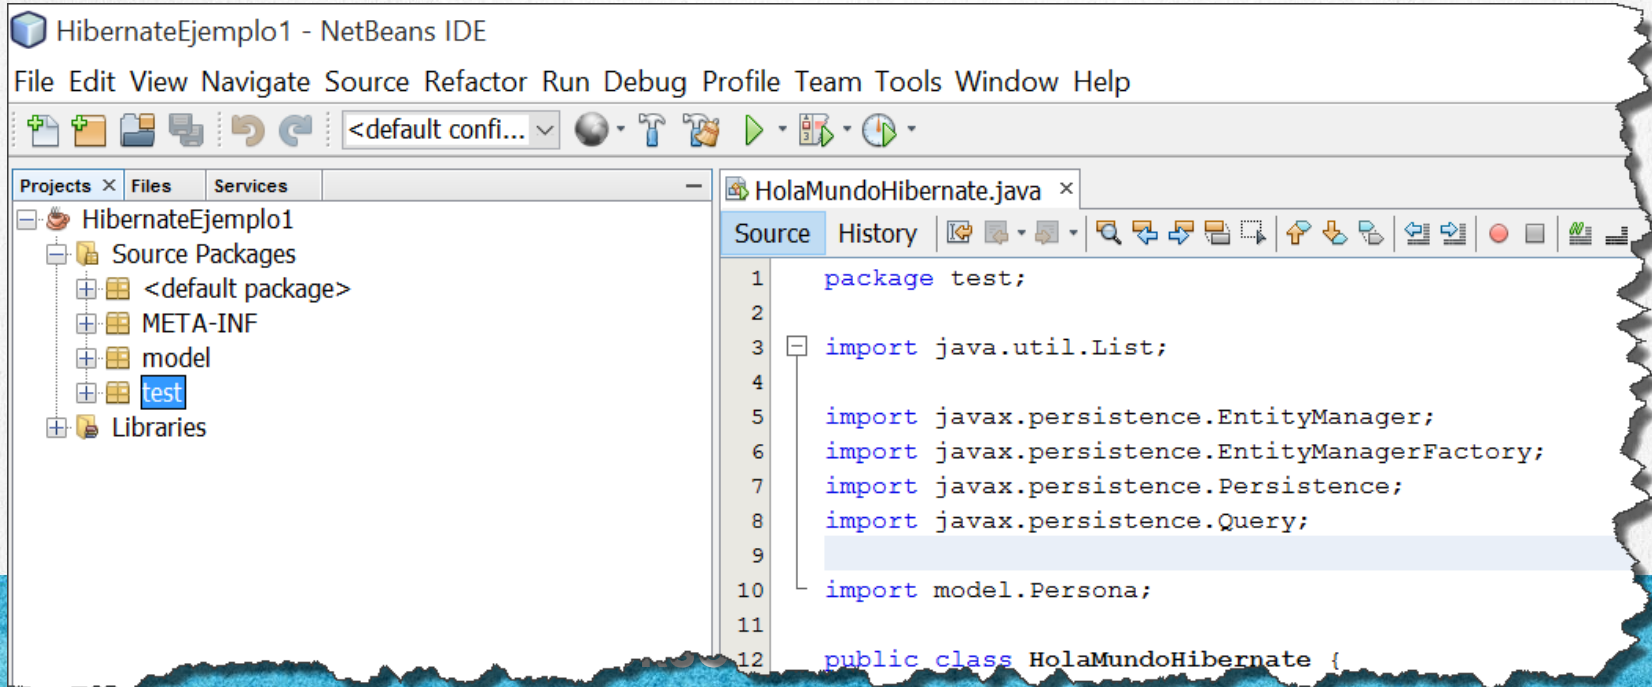 HibernateEjemplo1 - NetBeans IDE
File Edit View Navigate Source Refactor Run Debug Profile Team Tools Window Help
<default confi...
Projects Files Services
HibernateEjemplo1
Source Packages
<default package>
META-INF
model
test
Libraries
HolaMundoHibernate.java
Source History
1 package test;
2
3 import java.util.List;
4
5 import javax.persistence.EntityManager;
6 import javax.persistence.EntityManagerFactory;
7 import javax.persistence.Persistence;
8 import javax.persistence.Query;
9
10 import model.Persona;
11
12 public class HolaMundoHibernate {